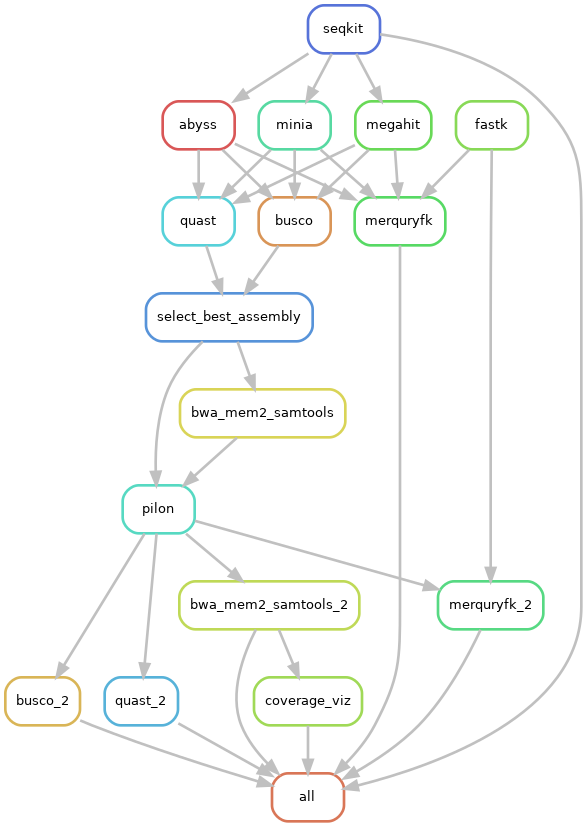 seqkit
abyss
minia
megahit
fastk
quast
busco
merquryfk
select_best_assembly
bwa_mem2_samtools
pilon
bwa_mem2_samtools_2
merquryfk_2
busco_2
quast_2
coverage_viz
all